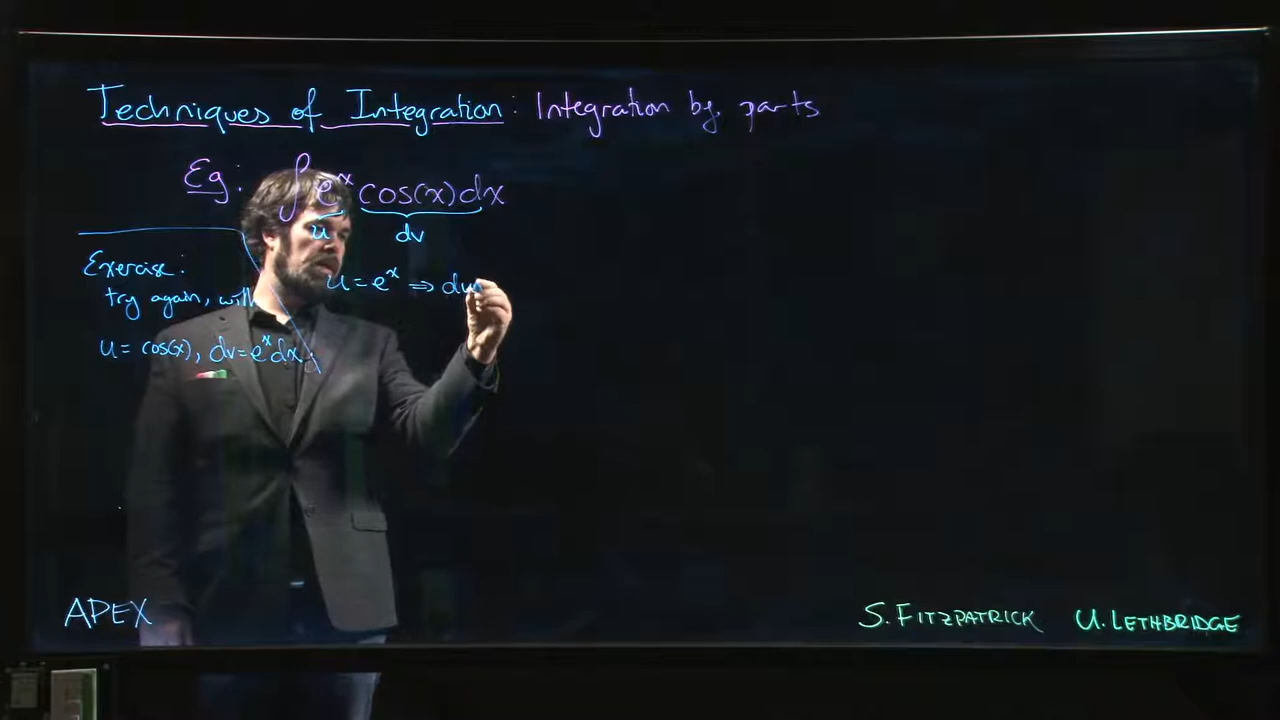 Techniques of Integration: Integration by parts
Eg: ∫ e^x cos(x) dx
u dv
u = e^x ⇒ du
Exercise:
try again, with
u = cos(x), dv = e^x dx.
APEX
S. FITZPATRICK U. LETHBRIDGE